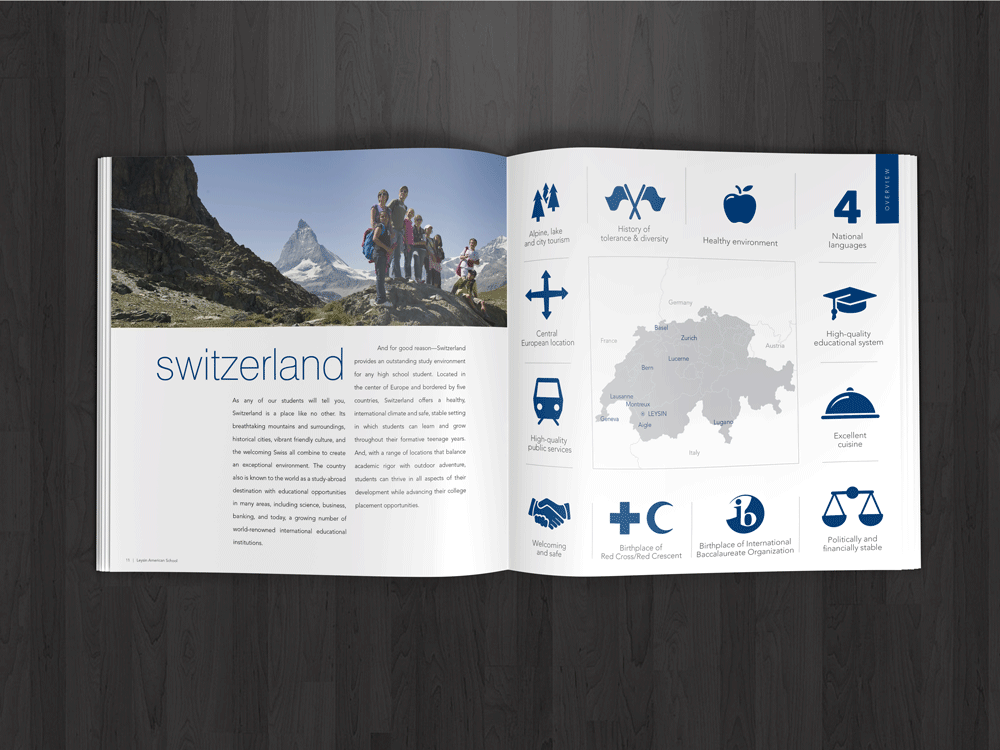 switzerland
As any of our students will tell you,
Switzerland is a place like no other. Its
breathtaking mountains and surroundings,
historical cities, vibrant friendly culture, and
the welcoming Swiss all combine to create
an exceptional environment. The country
also is known to the world as a study-abroad
destination with educational opportunities
in many areas, including science, business,
banking, and today, a growing number of
world-renowned international educational
institutions.
And for good reason—Switzerland
provides an outstanding study environment
for any high school student. Located in
the center of Europe and bordered by five
countries, Switzerland offers a healthy,
international climate and safe, stable setting
in which students can learn and grow
throughout their formative teenage years.
And, with a range of locations that balance
academic rigor with outdoor adventure,
students can thrive in all aspects of their
development while advancing their college
placement opportunities.
| Leysin American School
OVERVIEW
Alpine, lake
and city tourism
History of
tolerance & diversity
Healthy environment
4
National
languages
Central
European location
High-quality
educational system
High-quality
public services
Excellent
cuisine
Welcoming
and safe
Birthplace of
Red Cross/Red Crescent
ib
Birthplace of International
Baccalaureate Organization
Politically and
financially stable
Germany
France
Austria
Italy
Basel
Zurich
Lucerne
Bern
Lausanne
Montreux
LEYSIN
Geneva
Aigle
Lugano